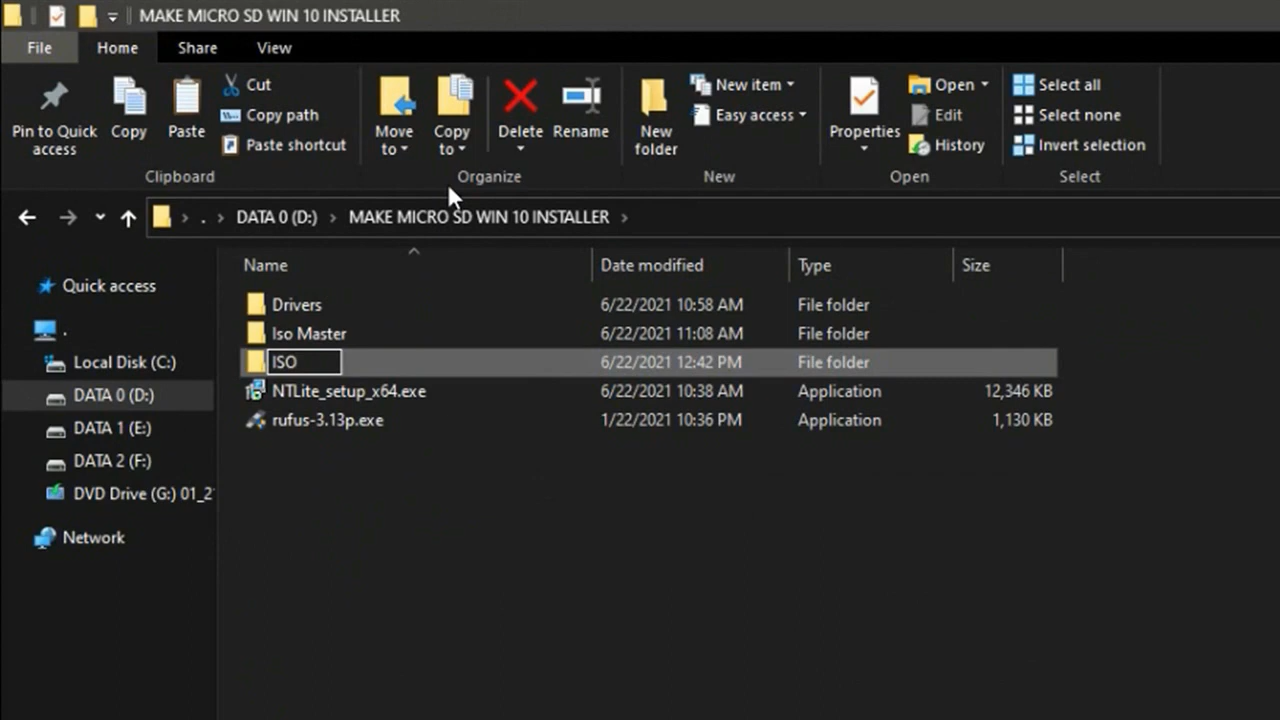 MAKE MICRO SD WIN 10 INSTALLER
File Home Share View
Pin to Quick access
Copy
Paste
Cut
Copy path
Paste shortcut
Clipboard
Move to
Copy to
Delete
Rename
Organize
New folder
New item
Easy access
New
Properties
Open
Edit
History
Open
Select all
Select none
Invert selection
Select
. DATA 0 (D:) MAKE MICRO SD WIN 10 INSTALLER
Quick access
.
Local Disk (C:)
DATA 0 (D:)
DATA 1 (E:)
DATA 2 (F:)
DVD Drive (G:) 01_2
Network
Name Date modified Type Size
Drivers 6/22/2021 10:58 AM File folder
Iso Master 6/22/2021 11:08 AM File folder
ISO 6/22/2021 12:42 PM File folder
NTLite_setup_x64.exe 6/22/2021 10:38 AM Application 12,346 KB
rufus-3.13p.exe 1/22/2021 10:36 PM Application 1,130 KB